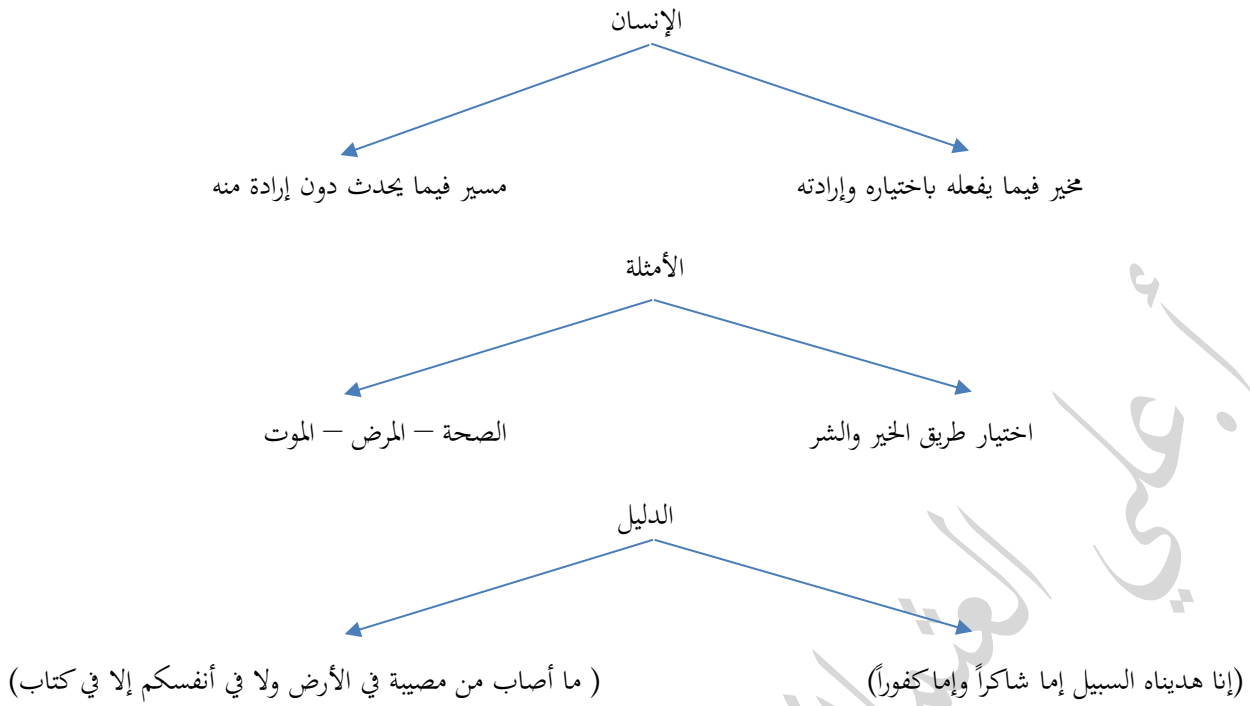 الإنسان
مخير فيما يفعله باختياره وإرادته
مسير فيما يحدث دون إرادة منه
الأمثلة
اختيار طريق الخير والشر
الصحة – المرض – الموت
الدليل
(إنا هديناه السبيل إما شاكراً وإما كفوراً)
( ما أصاب من مصيبة في الأرض ولا في أنفسكم إلا في كتاب)
أ. علي